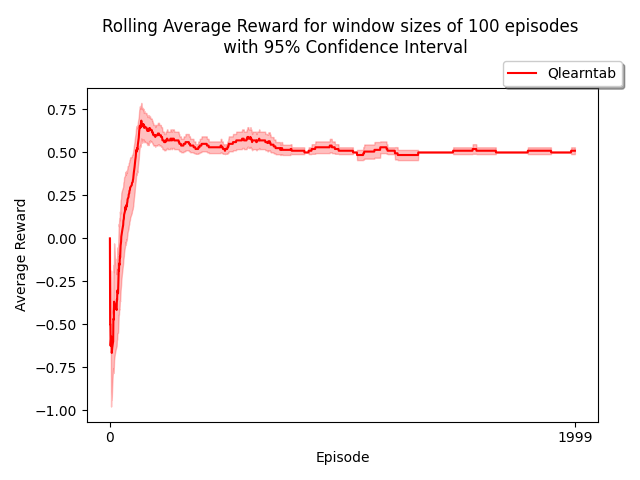 Rolling Average Reward for window sizes of 100 episodes
with 95% Confidence Interval
Qlearntab
0.75
0.50
0.25
0.00
−0.25
−0.50
−0.75
−1.00
Average Reward
0
1999
Episode